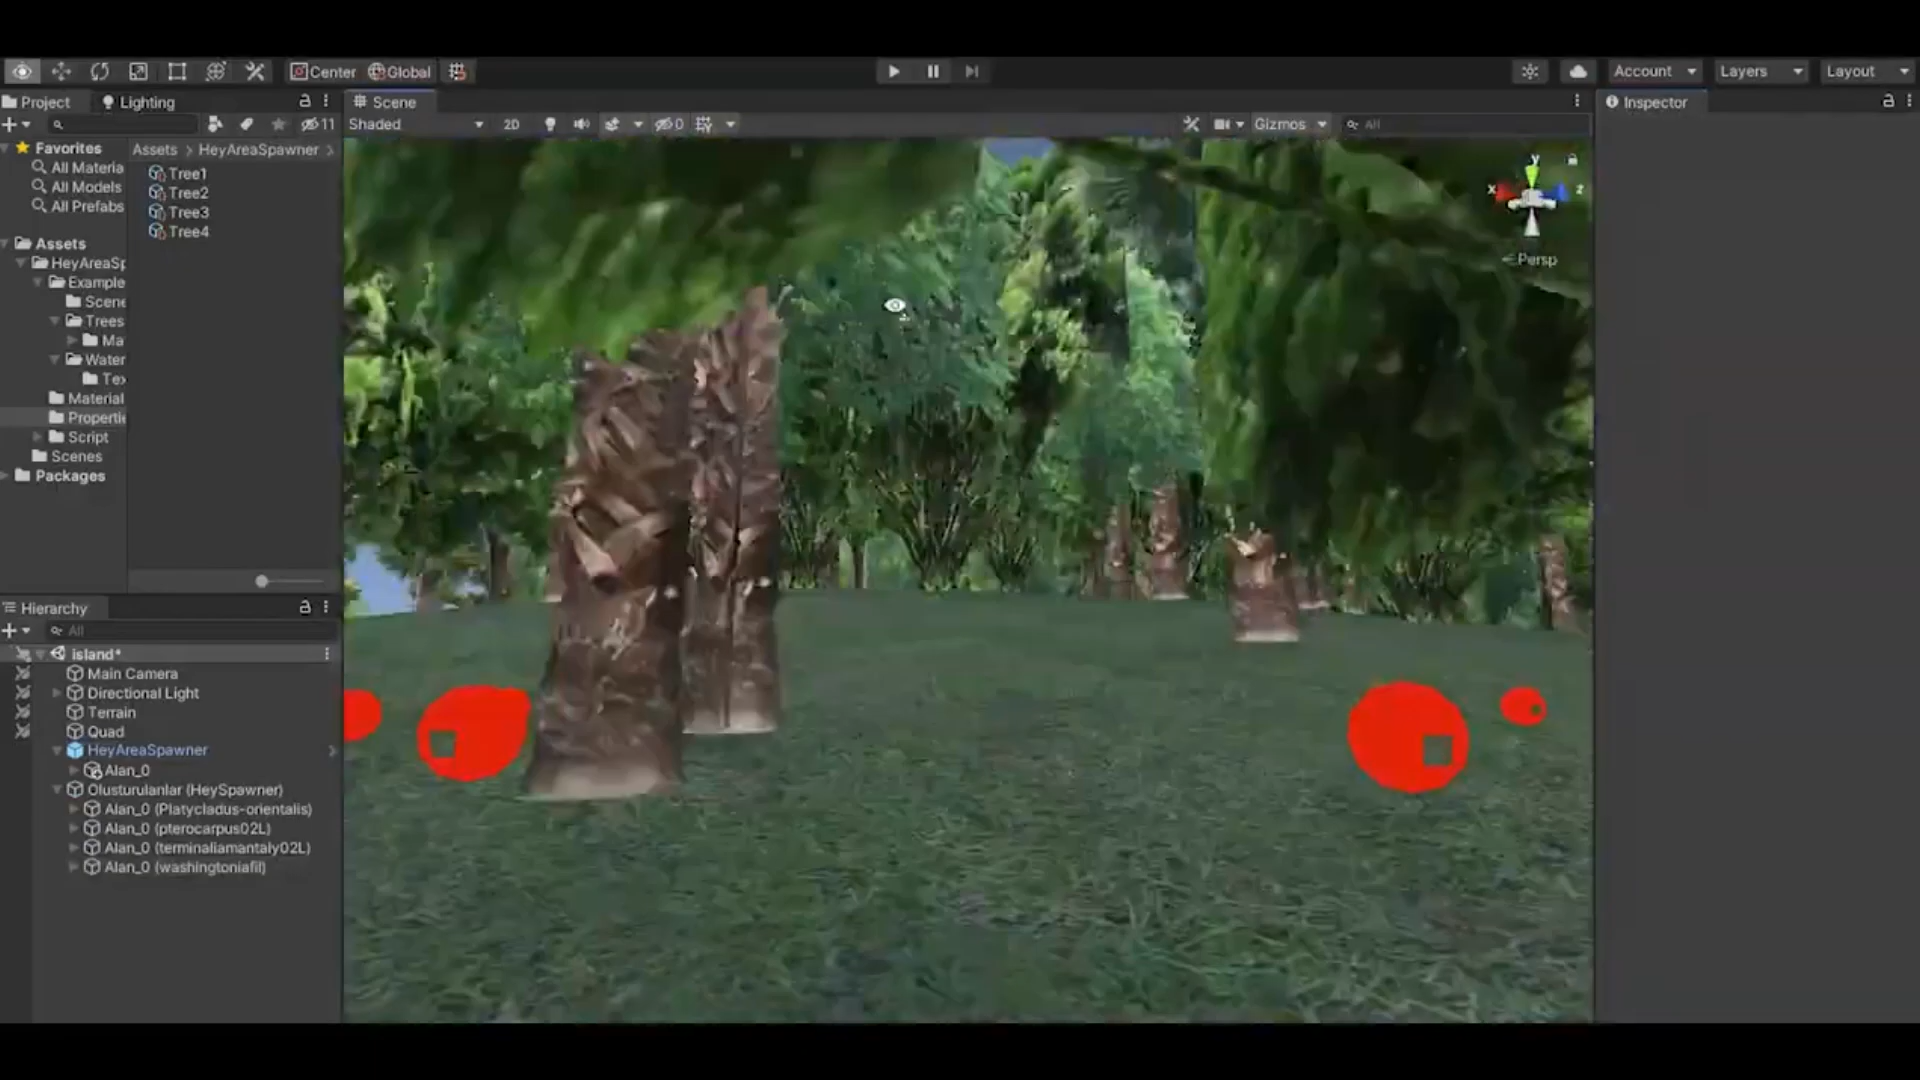 Center Global
Account Layers Layout
Project Lighting
Scene
Inspector
11
Shaded 2D 0 Gizmos All
Favorites
All Materia
All Models
All Prefabs
Assets
HeyAreaSp
Example
Scene
Trees
Ma
Water
Tex
Material
Propertie
Script
Scenes
Packages
Assets > HeyAreaSpawner >
Tree1
Tree2
Tree3
Tree4
y
x z
Persp
Hierarchy
All
island*
Main Camera
Directional Light
Terrain
Quad
HeyAreaSpawner
Alan_0
Olusturulanlar (HeySpawner)
Alan_0 (Platycladus-orientalis)
Alan_0 (pterocarpus02L)
Alan_0 (terminaliamantaly02L)
Alan_0 (washingtoniafil)